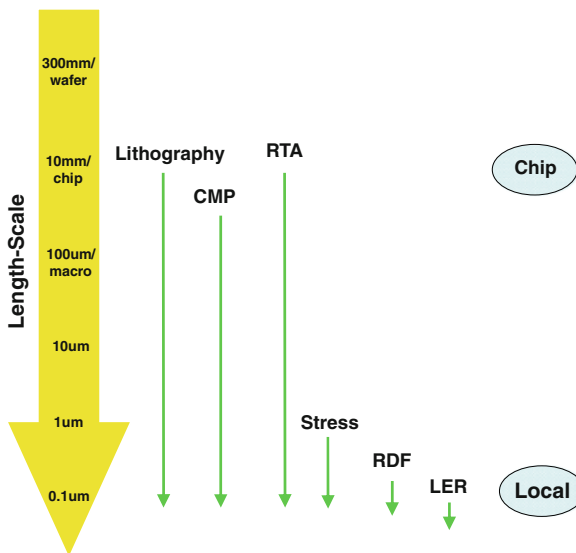 Length-Scale
300mm/
wafer
10mm/
chip
100um/
macro
10um
1um
0.1um
Lithography
CMP
RTA
Stress
RDF
LER
Chip
Local